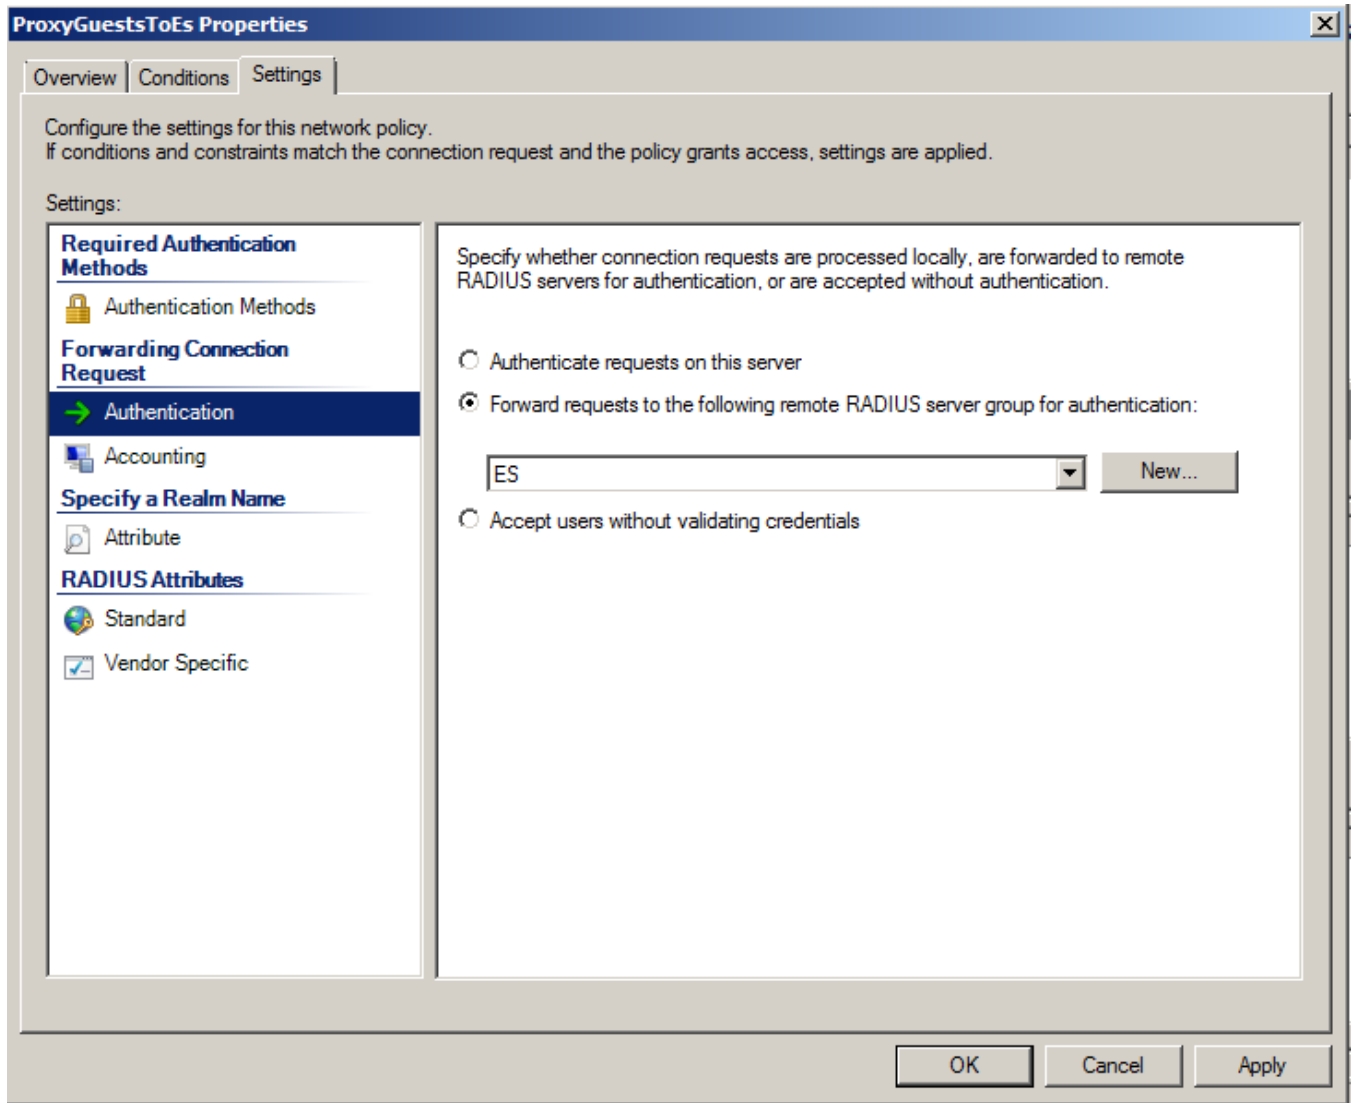 ProxyGuestsToEs Properties
Overview
Conditions
Settings
Configure the settings for this network policy.
If conditions and constraints match the connection request and the policy grants access, settings are applied.
Settings:
Required Authentication
Methods
Authentication Methods
Forwarding Connection
Request
Authentication
Accounting
Specify a Realm Name
Attribute
RADIUS Attributes
Standard
Vendor Specific
Specify whether connection requests are processed locally, are forwarded to remote
RADIUS servers for authentication, or are accepted without authentication.
Authenticate requests on this server
Forward requests to the following remote RADIUS server group for authentication:
ES
New...
Accept users without validating credentials
OK
Cancel
Apply